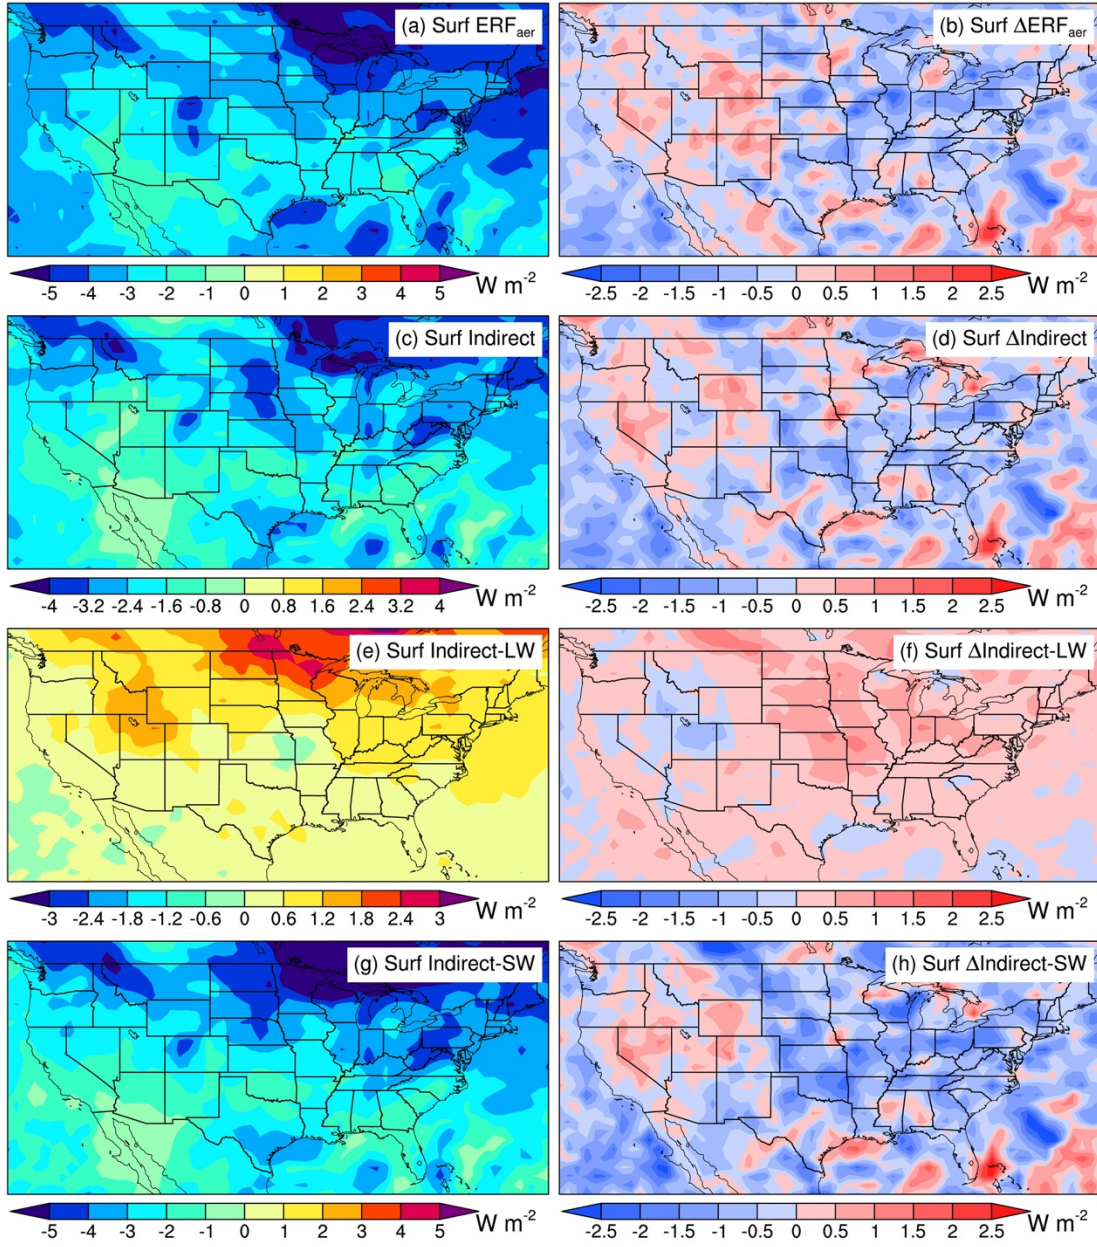 (a) Surf ERFaer
(b) Surf ΔERFaer
-5 -4 -3 -2 -1 0 1 2 3 4 5 W m-2
-2.5 -2 -1.5 -1 -0.5 0 0.5 1 1.5 2 2.5 W m-2
(c) Surf Indirect
(d) Surf ΔIndirect
-4 -3.2 -2.4 -1.6 -0.8 0 0.8 1.6 2.4 3.2 4 W m-2
-2.5 -2 -1.5 -1 -0.5 0 0.5 1 1.5 2 2.5 W m-2
(e) Surf Indirect-LW
(f) Surf ΔIndirect-LW
-3 -2.4 -1.8 -1.2 -0.6 0 0.6 1.2 1.8 2.4 3 W m-2
-2.5 -2 -1.5 -1 -0.5 0 0.5 1 1.5 2 2.5 W m-2
(g) Surf Indirect-SW
(h) Surf ΔIndirect-SW
-5 -4 -3 -2 -1 0 1 2 3 4 5 W m-2
-2.5 -2 -1.5 -1 -0.5 0 0.5 1 1.5 2 2.5 W m-2